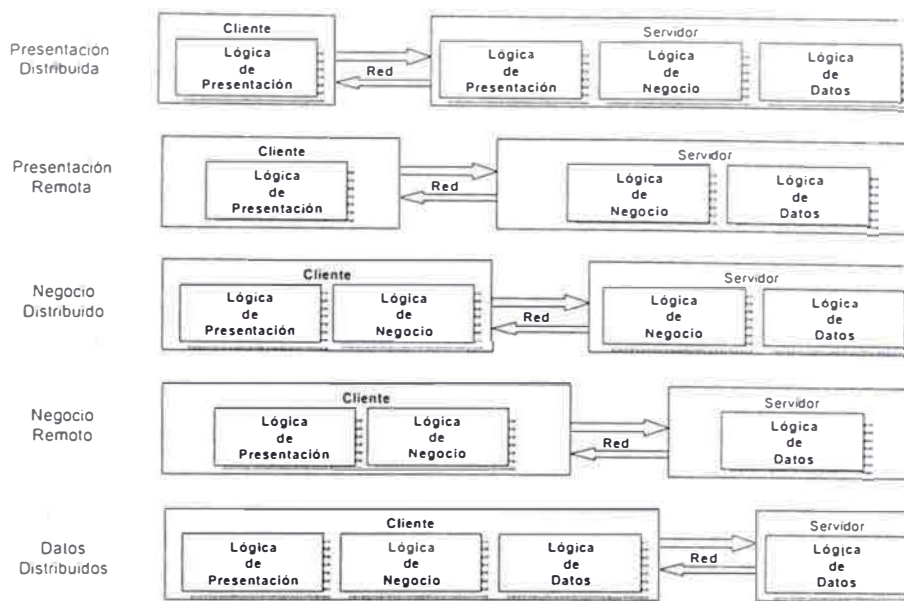 Presentación
Distribuida
Cliente
Lógica
de
Presentación
Red
Servidor
Lógica
de
Presentación
Lógica
de
Negocio
Lógica
de
Datos
Presentación
Remota
Cliente
Lógica
de
Presentación
Red
Servidor
Lógica
de
Negocio
Lógica
de
Datos
Negocio
Distribuido
Cliente
Lógica
de
Presentación
Lógica
de
Negocio
Red
Servidor
Lógica
de
Negocio
Lógica
de
Datos
Negocio
Remoto
Cliente
Lógica
de
Presentación
Lógica
de
Negocio
Red
Servidor
Lógica
de
Datos
Datos
Distribuidos
Cliente
Lógica
de
Presentación
Lógica
de
Negocio
Lógica
de
Datos
Red
Servidor
Lógica
de
Datos